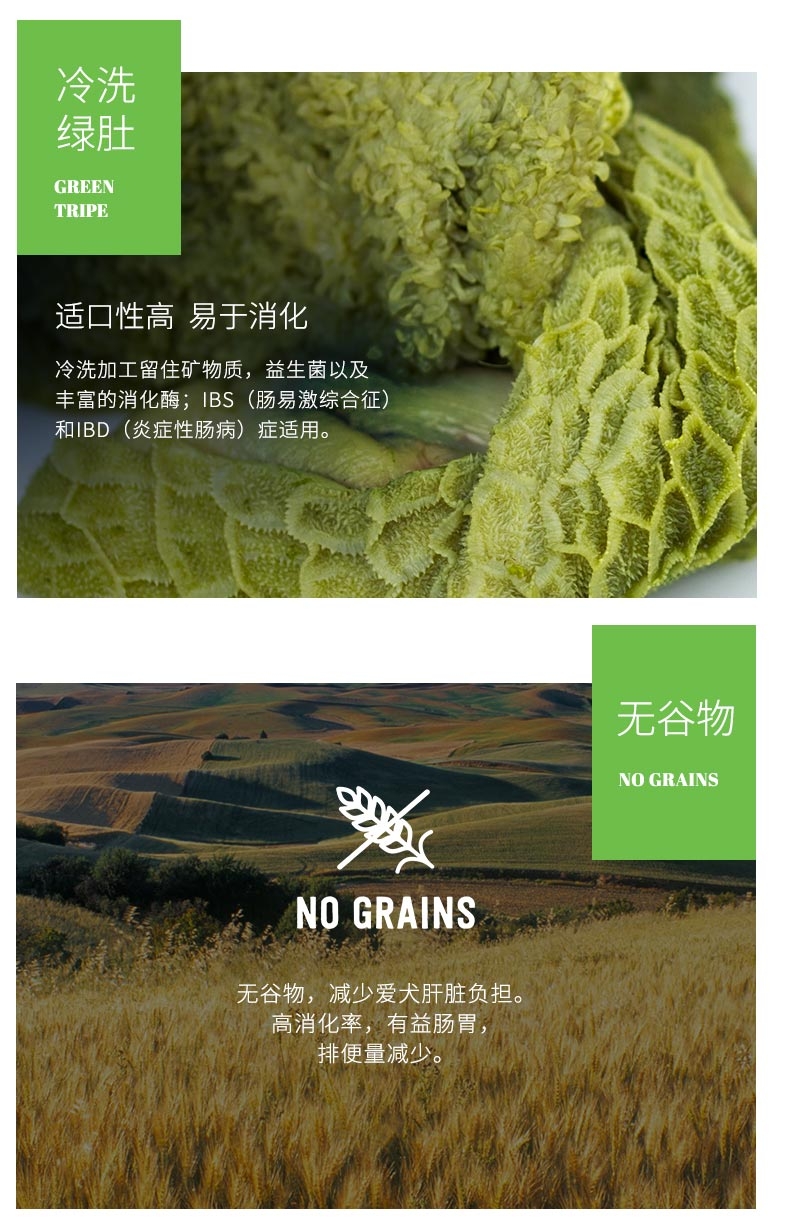 冷洗
绿肚
GREEN
TRIPE
适口性高 易于消化
冷洗加工留住矿物质，益生菌以及
丰富的消化酶；IBS（肠易激综合征）
和IBD（炎症性肠病）症适用。
无谷物
NO GRAINS
NO GRAINS
无谷物，减少爱犬肝脏负担。
高消化率，有益肠胃，
排便量减少。